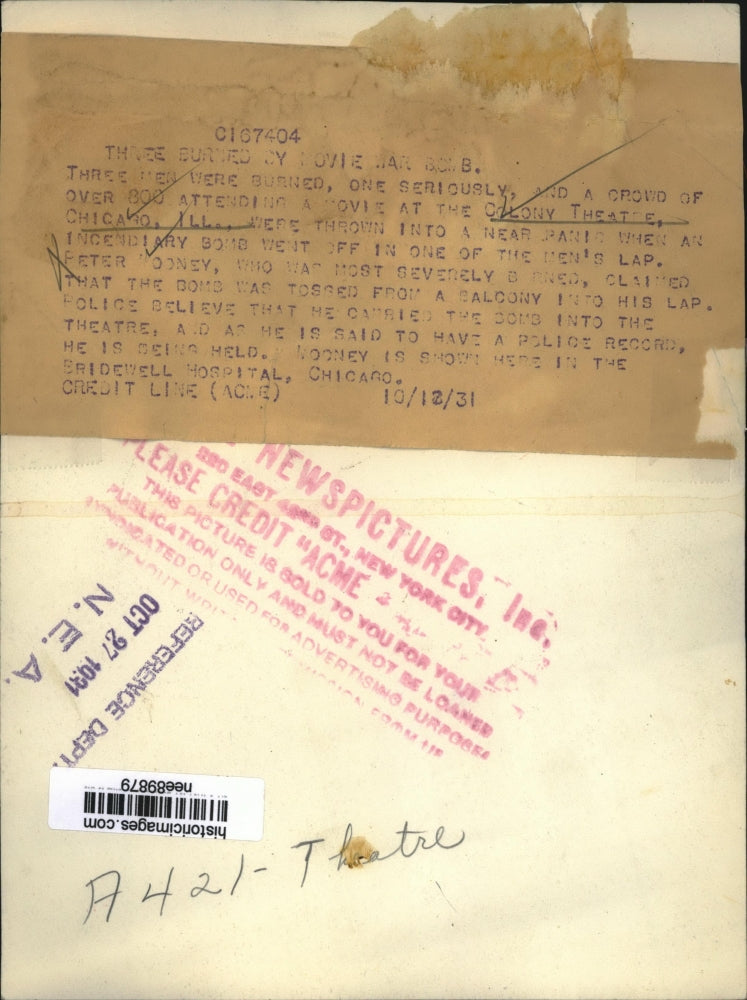 C167404
THREE BURNED BY MOVIE WAR BOMB.
THREE MEN WERE BURNED, ONE SERIOUSLY, AND A CROWD OF
OVER 800 ATTENDING A MOVIE AT THE COLONY THEATRE,
CHICAGO, ILL., WERE THROWN INTO A NEAR PANIC WHEN AN
INCENDIARY BOMB WENT OFF IN ONE OF THE MEN'S LAP.
PETER MOONEY, WHO WAS MOST SEVERELY BURNED, CLAIMED
THAT THE BOMB WAS TOSSED FROM A BALCONY INTO HIS LAP.
POLICE BELIEVE THAT HE CARRIED THE BOMB INTO THE
THEATRE; AND AS HE IS SAID TO HAVE A POLICE RECORD,
HE IS BEING HELD. MOONEY IS SHOWN HERE IN THE
BRIDEWELL HOSPITAL, CHICAGO.
CREDIT LINE (ACME) 10/18/31
NEWSPICTURES, Inc.
220 EAST 42ND ST., NEW YORK CITY
PLEASE CREDIT "ACME
THIS PICTURE IS SOLD TO YOU FOR YOUR
PUBLICATION ONLY AND MUST NOT BE LOANED
SYNDICATED OR USED FOR ADVERTISING PURPOSES
WITHOUT FROM US
REFERENCE DEPT.
OCT 27 1931
N. E. A.
historicimages.com
nee89879
A421- Theatre